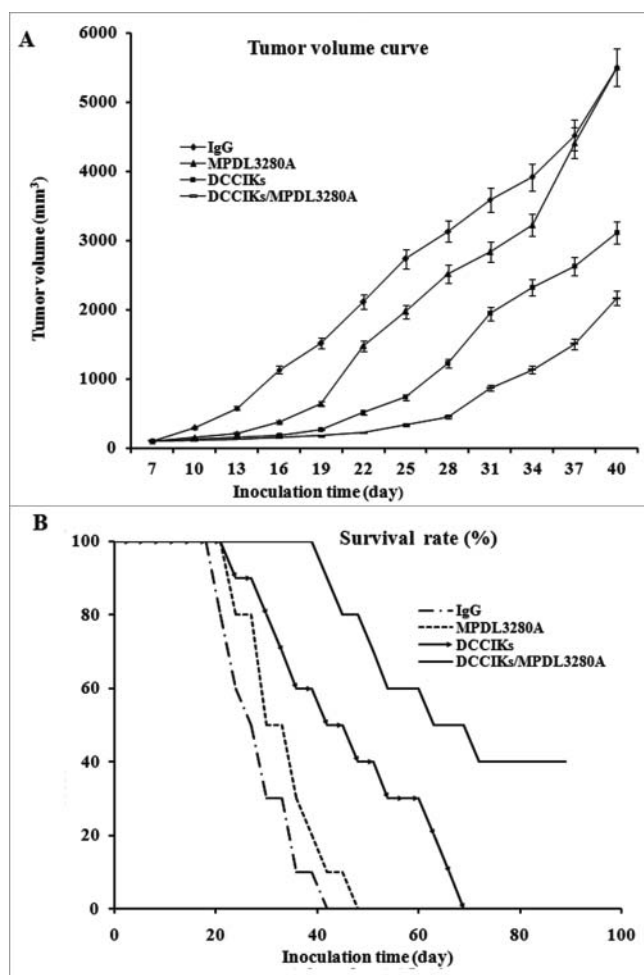 A
Tumor volume curve
6000
5000
4000
3000
2000
1000
0
Tumor volume (mm³)
IgG
MPDL3280A
DCCIKs
DCCIKs/MPDL3280A
7 10 13 16 19 22 25 28 31 34 37 40
Inoculation time (day)
B
Survival rate (%)
100
80
60
40
20
0
IgG
MPDL3280A
DCCIKs
DCCIKs/MPDL3280A
0 20 40 60 80 100
Inoculation time (day)